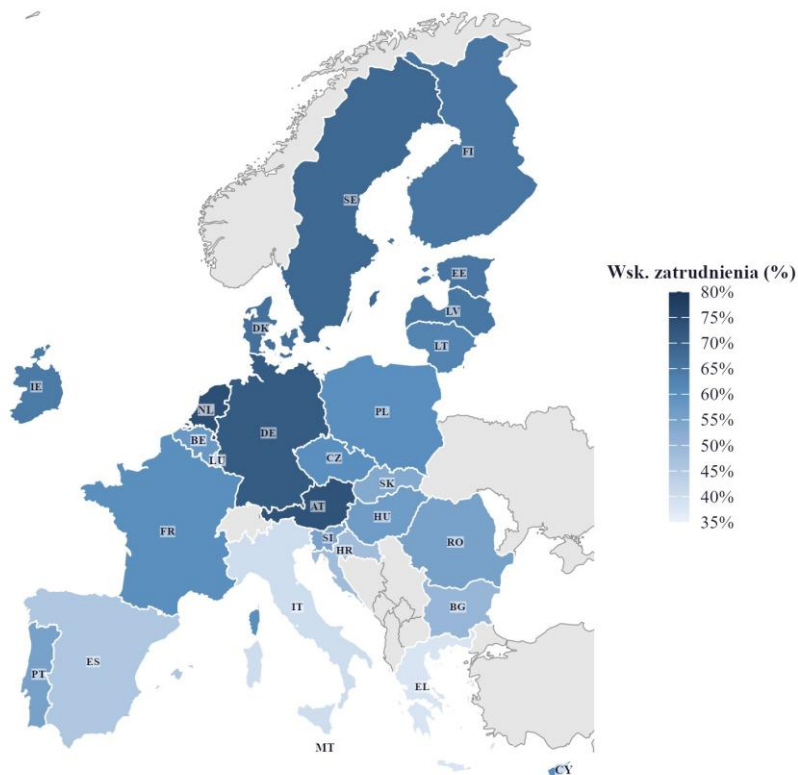 FI
SE
EE
LV
LT
DK
IE
NL
PL
DE
BE
LU
CZ
SK
AT
HU
FR
SI
HR
RO
IT
BG
ES
PT
EL
MT
CY
Wsk. zatrudnienia (%)
80%
75%
70%
65%
60%
55%
50%
45%
40%
35%